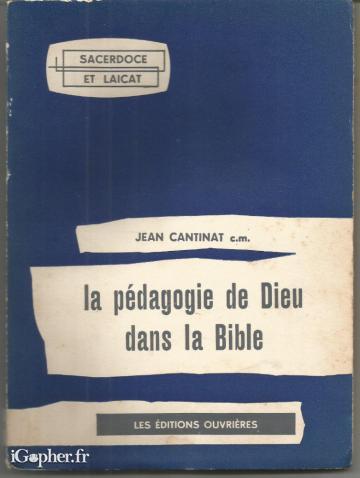 SACERDOCE
ET LAICAT
JEAN CANTINAT c.m.
la pédagogie de Dieu
dans la Bible
LES ÉDITIONS OUVRIÈRES
iGopher.fr